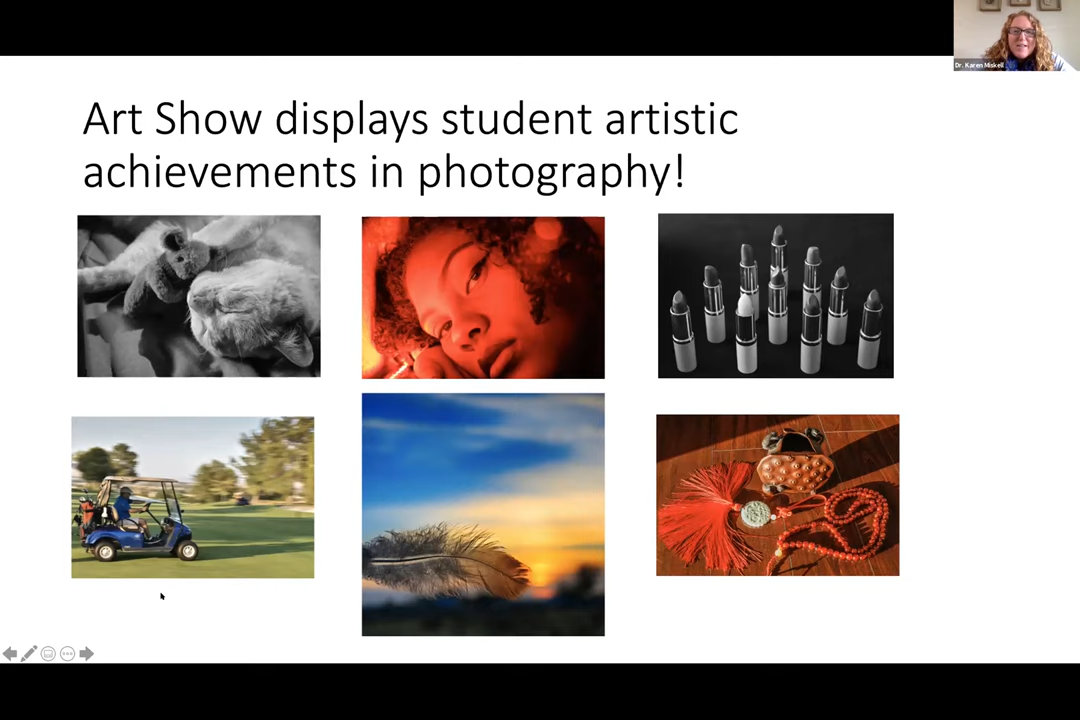 Dr. Karen Miskell
Art Show displays student artistic
achievements in photography!